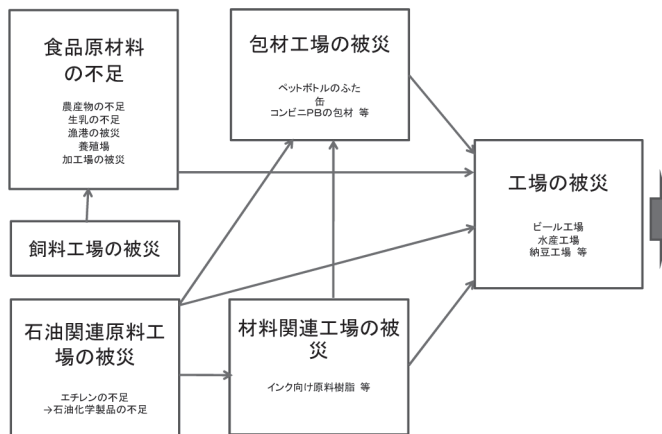 食品原材料
の不足
農産物の不足
生乳の不足
漁港の被災
養殖場
加工場の被災
飼料工場の被災
石油関連原料工
場の被災
エチレンの不足
→石油化学製品の不足
包材工場の被災
ペットボトルのふた
缶
コンビニPBの包材 等
材料関連工場の被
災
インク向け原料樹脂 等
工場の被災
ビール工場
水産工場
納豆工場 等